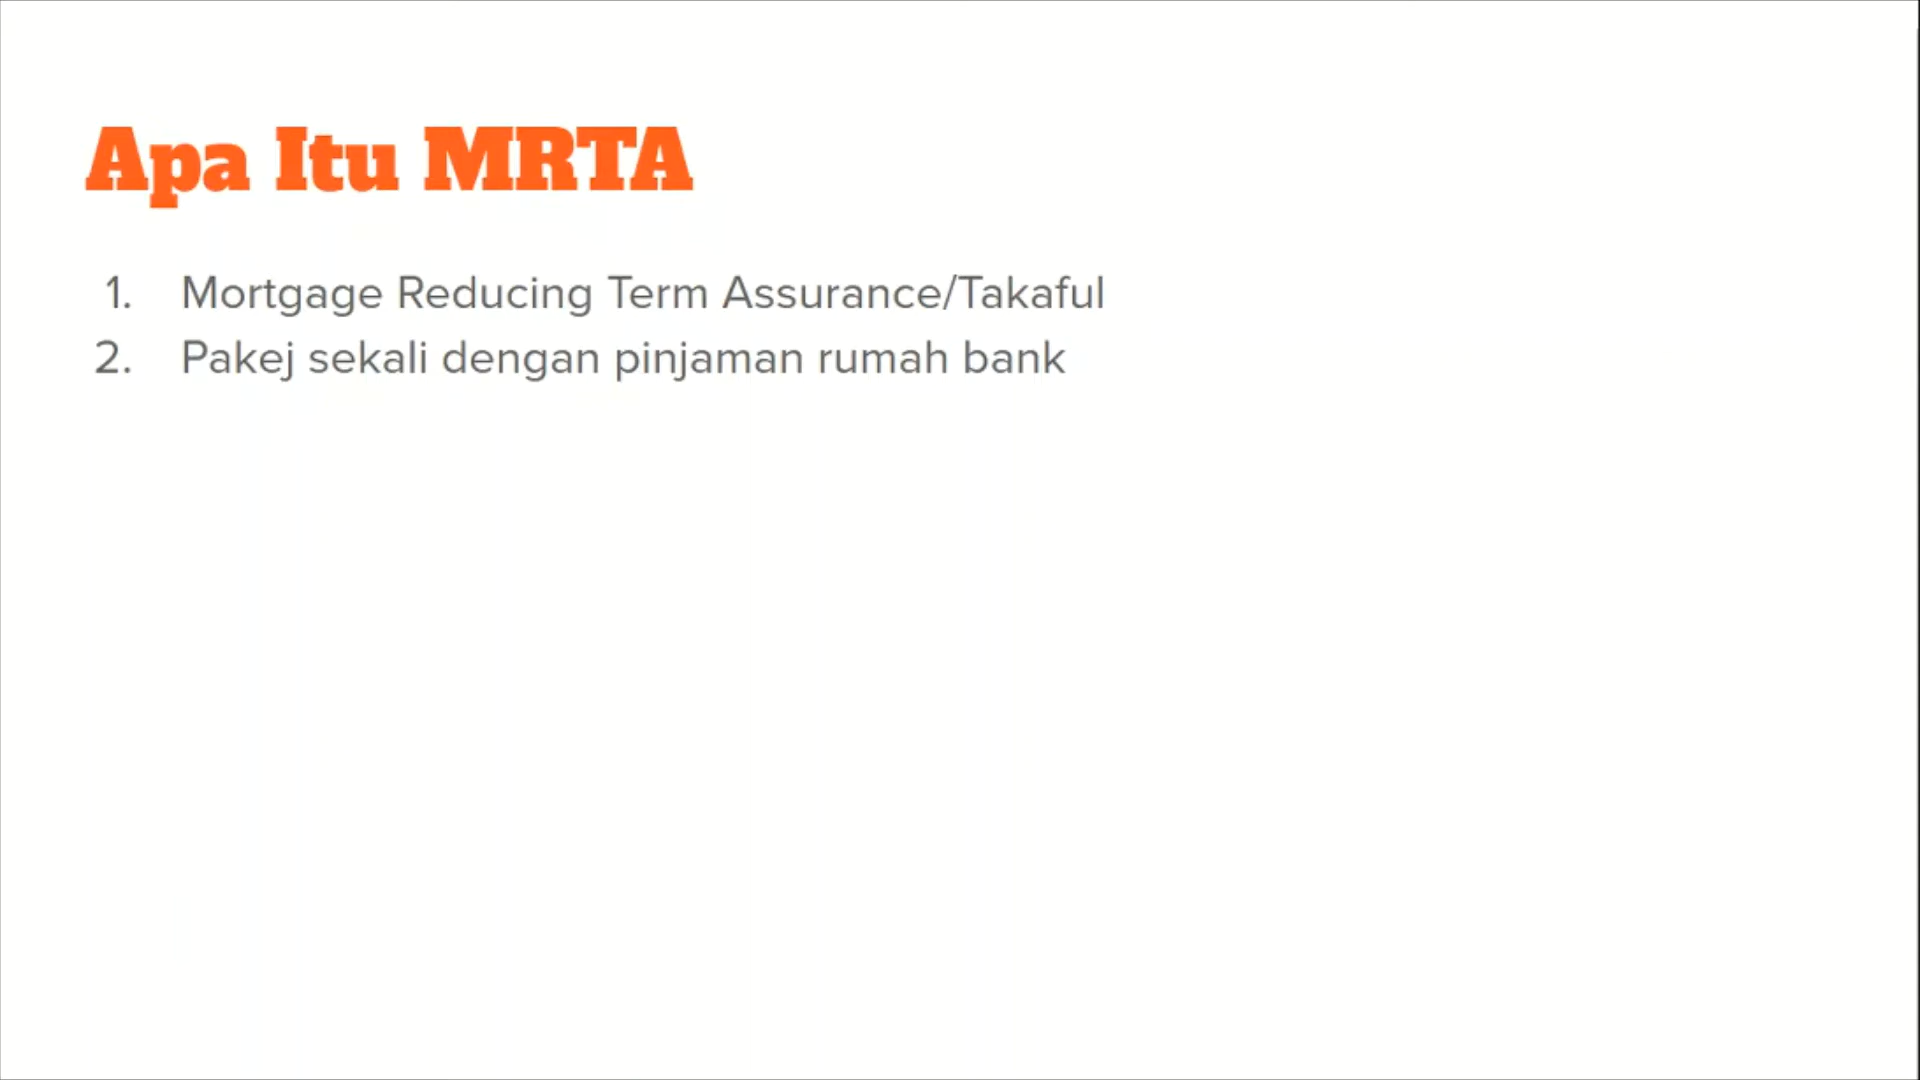 Apa Itu MRTA
1. Mortgage Reducing Term Assurance/Takaful
2. Pakej sekali dengan pinjaman rumah bank